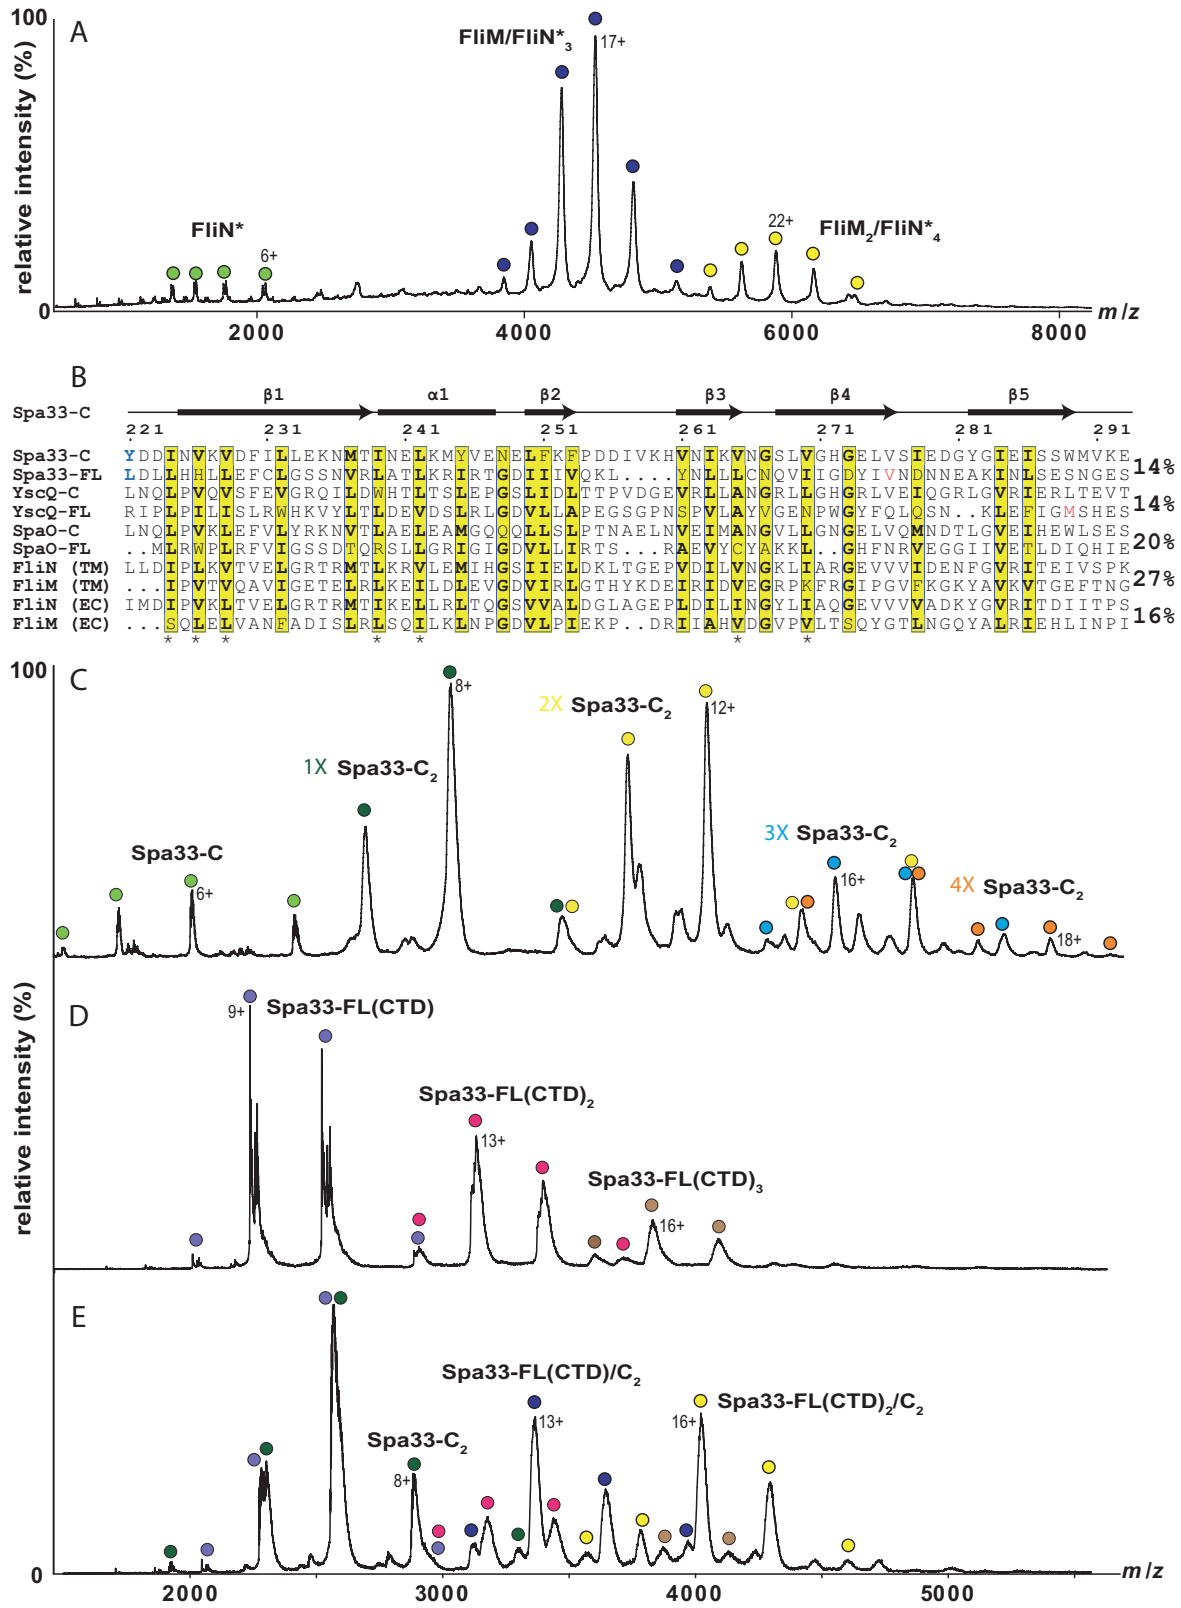 100
A
FliM/FliN*3
17+
relative intensity (%)
FliN*
6+
22+
FliM2/FliN*4
0
2000 4000 6000 8000
m/z
B
β1 α1 β2 β3 β4 β5
Spa33-C
221 231 241 251 261 271 281 291
Spa33-C YDDINVKVDFILLEKNMTINELKMYVENELFKFPDDIVKHVNIKVNGSLVGHGELVSIEDGYGIEISSWMVKE
14%
Spa33-FL LDLLHHLEFCLGSSNVRLATLKRIRTGDIIVQKL....YNLLLCNQVIIGDYIVNDNNEAKINLSESNGES
YscQ-C LNQLPVQVSFEVGRQILDWHTLTSLEPGSLIDLTTPVDGEVRLLANGRLLGHGRLVEIQGRLGVRIERLTEVT
14%
YscQ-FL RIPLPILISLRWHKVYLTLDEVDSLRLGDVLLAPEGSGPNSPVLAYVGENPWGYFQLQSN..KLEFIGMSHES
SpaO-C LNQLPVKLEFVLYRKNVTLAELEAMGQQQLLSLPTNAELNVEIMANGVLLGNGELVQMNDTLGVEIHEWLSES
20%
SpaO-FL ..MLRWPLRFVIGSSDTQRSLLGRIGIGDVLLIRTS...RAEVYCYAKKL.GHFNRVEGGIIVETLDIQHIE
FliN (TM) LLDIPLKVTVELGRTRMTLKRVLEMIHGSIIELDKLTGEPVDILVNGKLIARGEVVVIDENFGVRITEIVSPK
27%
FliM (TM) ...IPVTQAVIGETELRLKEILDLEVGDVIRLGTHYKDEIRIDVEGRPKFRGIPGVFKGKYAVKVTGEFTNG
FliN (EC) IMDIPVKLTVELGRTRMTIKELLRLTQGSVVALDGLAGEPLDILINGYLIAQGEVVVVADKYGVRITDIITPS
16%
FliM (EC) ...SQLELVANFADISLRLSQILKLNPGDVLPIEKP..DRIIAHVDGVPVLTSQYGTLNGQYALRIEHLINPI
* * * * * * *
100
C
8+
1X Spa33-C2
2X Spa33-C2
12+
Spa33-C
6+
3X Spa33-C2
16+
4X Spa33-C2
18+
relative intensity (%)
D
9+
Spa33-FL(CTD)
Spa33-FL(CTD)2
13+
Spa33-FL(CTD)3
16+
E
Spa33-FL(CTD)/C2
13+
Spa33-FL(CTD)2/C2
16+
Spa33-C2
8+
0
2000 3000 4000 5000
m/z